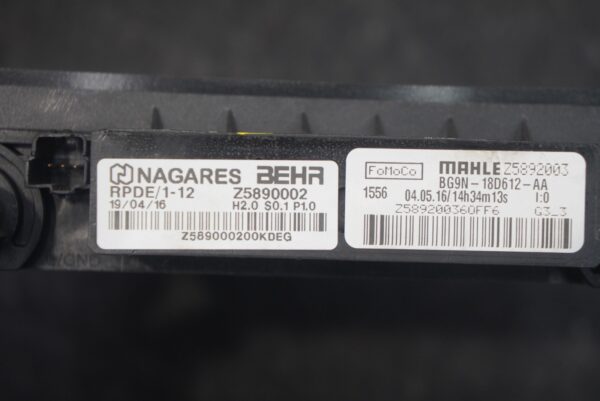 NAGARES BEHR
RPDE/1-12 Z5890002
19/04/16 H2.0 S0.1 P1.0
Z589000200KDEG
FoMoCo MAHLE Z5892003
BG9N-18D612-AA
1556 04.05.16/14h34m13s I:0
Z589200360FF6 G3_3